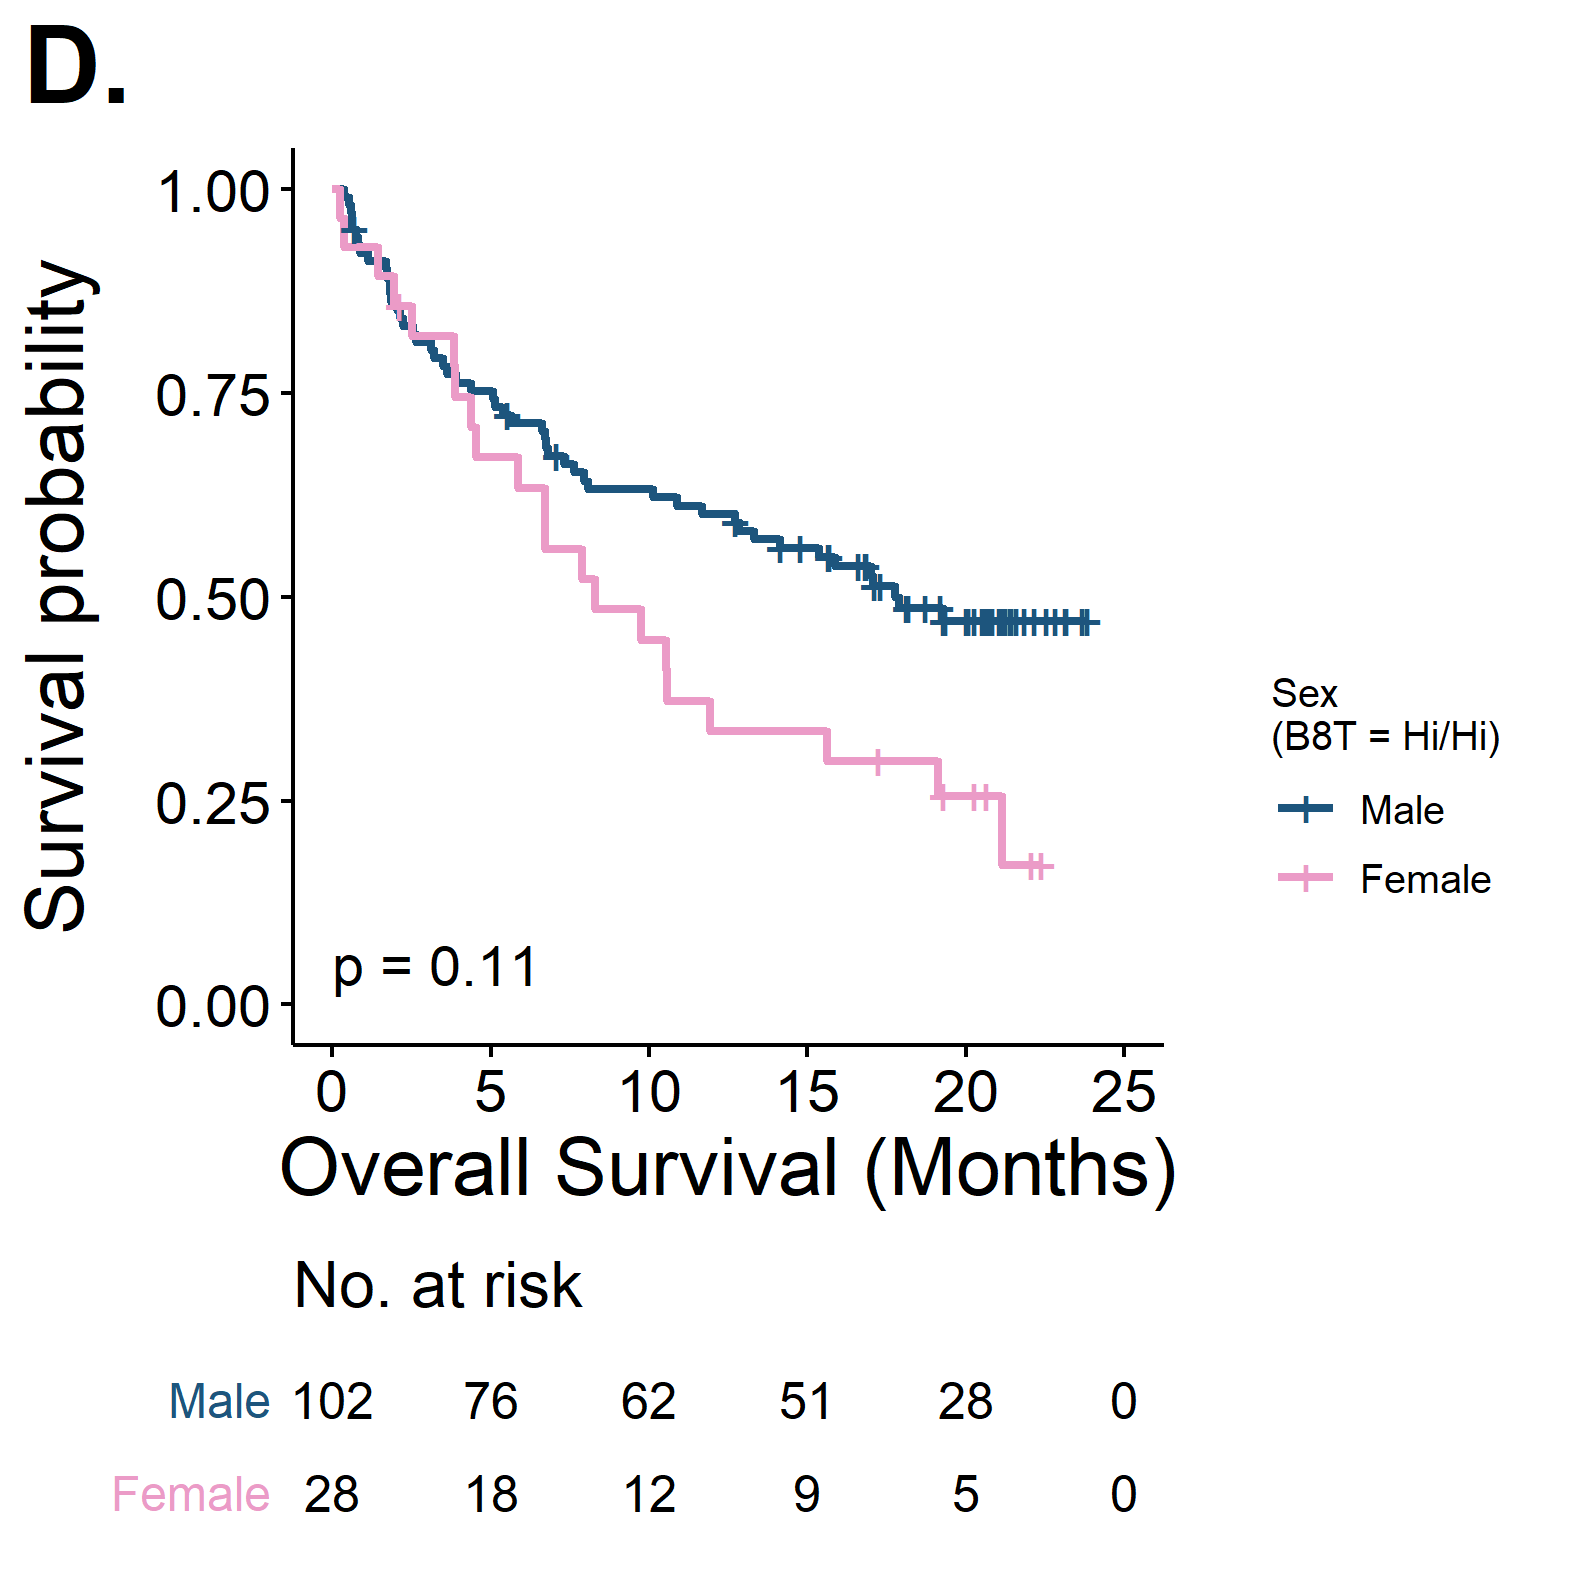 D.
Survival probability
1.00
0.75
0.50
0.25
0.00
p = 0.11
0 5 10 15 20 25
Overall Survival (Months)
Sex
(B8T = Hi/Hi)
Male
Female
No. at risk
Male 102 76 62 51 28 0
Female 28 18 12 9 5 0